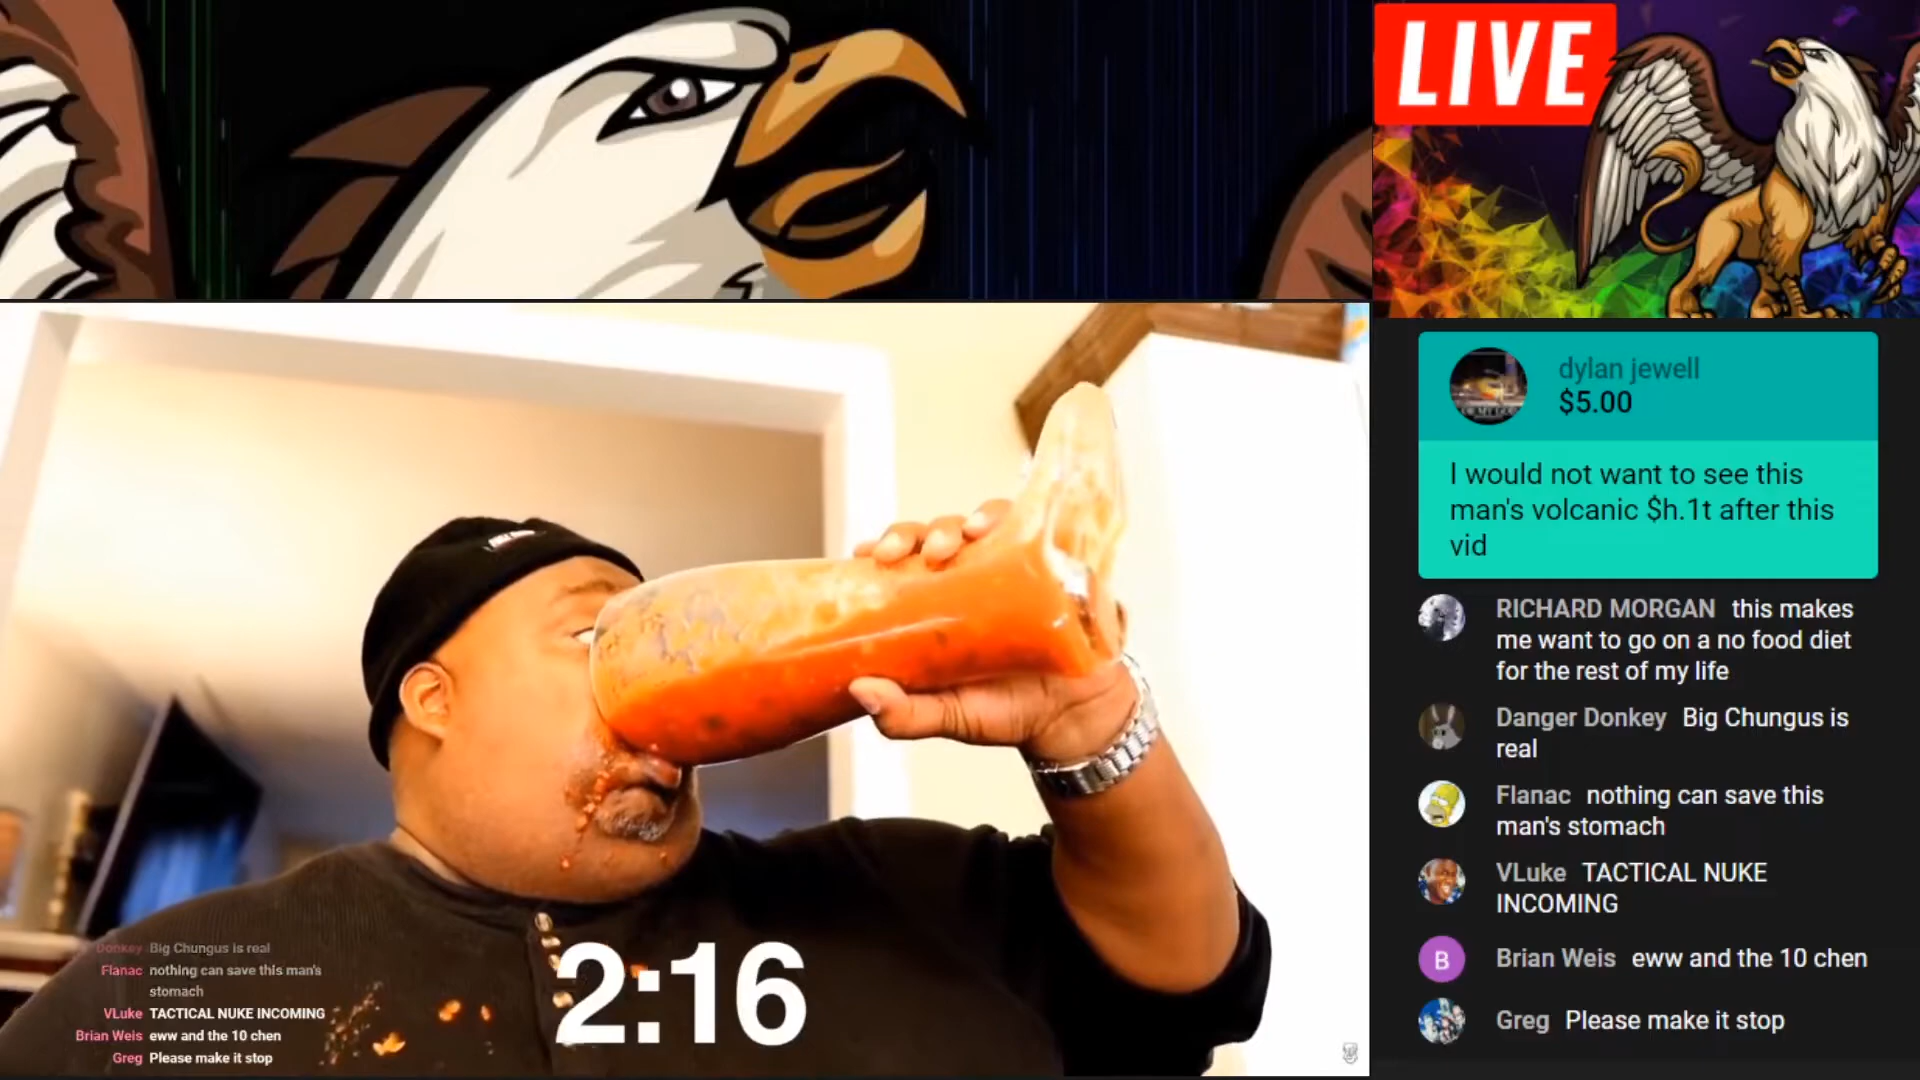 LIVE
dylan jewell
$5.00
I would not want to see this
man's volcanic $h.1t after this
vid
RICHARD MORGAN this makes
me want to go on a no food diet
for the rest of my life
Danger Donkey Big Chungus is
real
Flanac nothing can save this
man's stomach
VLuke TACTICAL NUKE
INCOMING
B
Brian Weis eww and the 10 chen
Greg Please make it stop
Donkey Big Chungus is real
Flanac nothing can save this man's
stomach
VLuke TACTICAL NUKE INCOMING
Brian Weis eww and the 10 chen
Greg Please make it stop
2:16